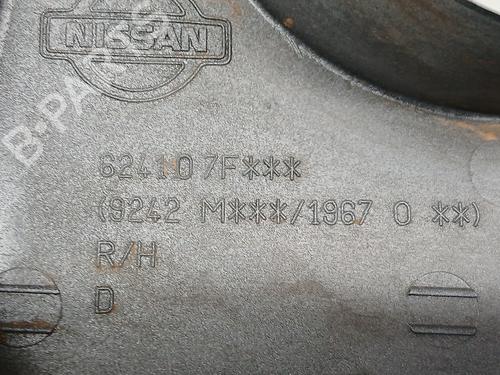 B-PARTS
NISSAN
62410 7F***
(9242 M***/1967 0 **)
R/H
D